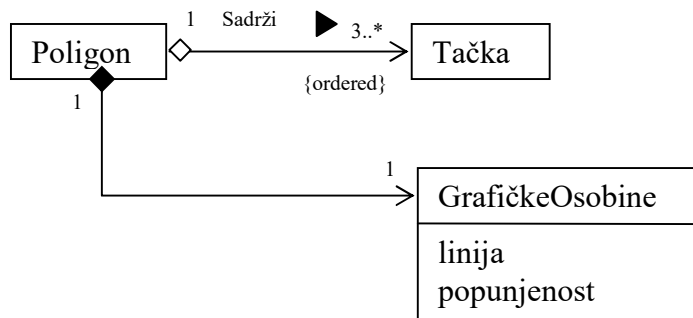 1 Sadrži
3..*
Poligon
Tačka
{ordered}
1
1
GrafičkeOsobine
linija
popunjenost